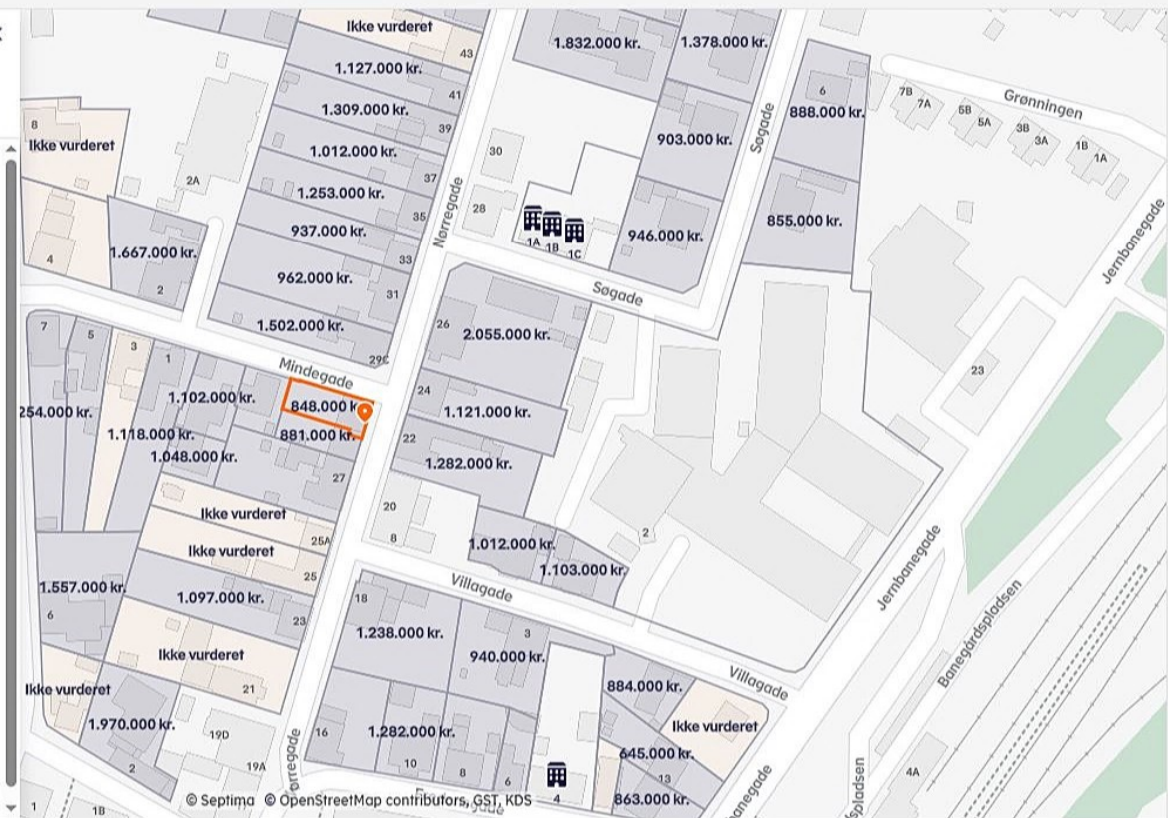 Ikke vurderet
43
1.832.000 kr.
1.378.000 kr.
1.127.000 kr.
41
6
888.000 kr.
7B
7A
Grønningen
5B
5A
3B
3A
1B
1A
1.309.000 kr.
39
8
Ikke vurderet
1.012.000 kr.
30
903.000 kr.
Søgade
2A
37
1.253.000 kr.
35
28
Nørregade
937.000 kr.
33
1A
1B
1C
946.000 kr.
855.000 kr.
Jernbanegade
4
1.667.000 kr.
2
962.000 kr.
31
Søgade
1.502.000 kr.
29C
26
2.055.000 kr.
7
5
3
1
Mindegade
23
24
1.102.000 kr.
848.000 k
1.121.000 kr.
254.000 kr.
1.118.000 kr.
881.000 kr.
22
1.048.000 kr.
1.282.000 kr.
27
Ikke vurderet
20
25A
8
2
Ikke vurderet
1.012.000 kr.
25
1.103.000 kr.
Jernbanegade
1.557.000 kr.
6
1.097.000 kr.
23
Villagade
18
1.238.000 kr.
3
940.000 kr.
Banegårdspladsen
Ikke vurderet
Ikke vurderet
21
884.000 kr.
Villagade
1.970.000 kr.
19D
16
1.282.000 kr.
Ikke vurderet
645.000 kr.
2
19A
rregade
10
8
6
4
13
863.000 kr.
banegade
spladsen
4A
1
1B
© Septima © OpenStreetMap contributors, GST, KDS